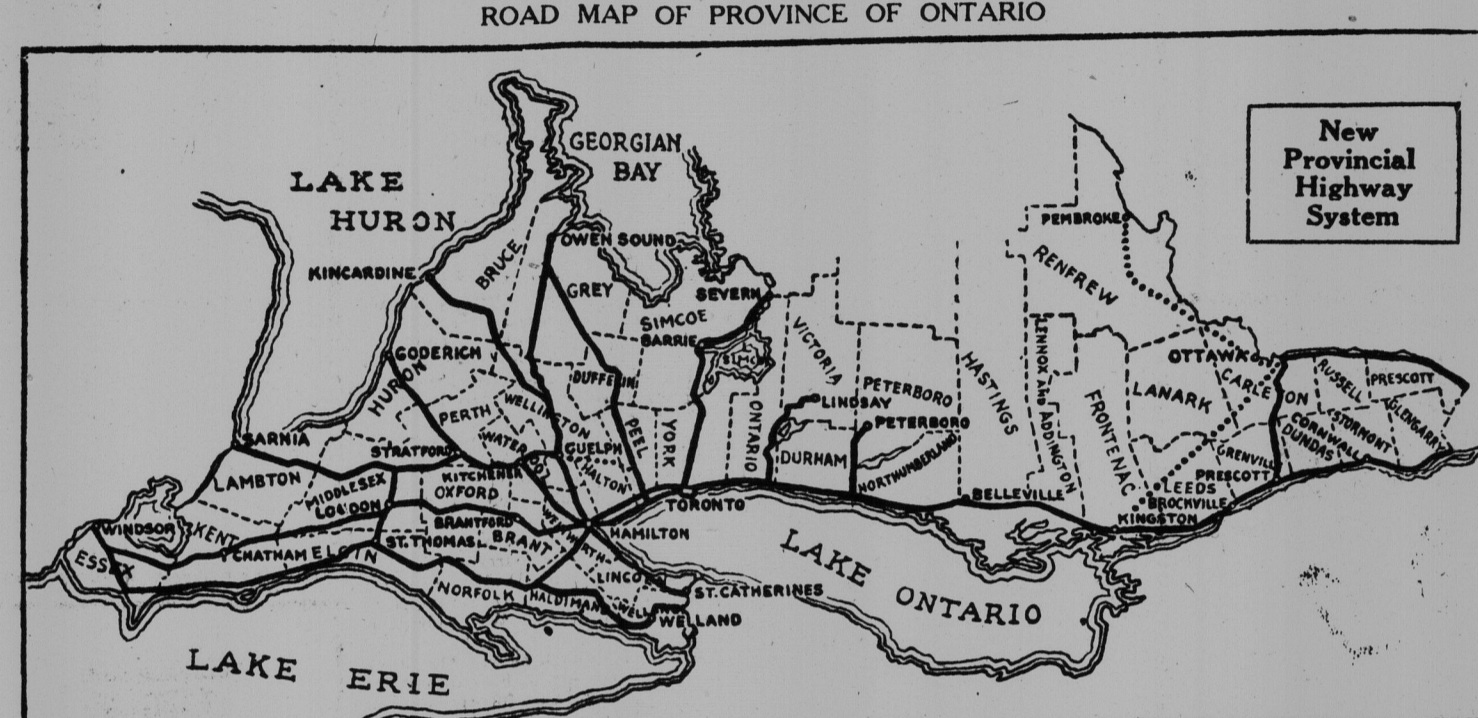 ROAD MAP OF PROVINCE OF ONTARIO
New
Provincial
Highway
System
GEORGIAN
BAY
LAKE
HURON
PEMBROKE
OWEN SOUND
KINCARDINE
BRUCE
GREY
SEVERN
RENFREW
SIMCOE
BARRIE
VICTORIA
LENNOX AND ADDINGTON
GODERICH
HURON
DUFFERIN
HASTINGS
OTTAWA
CARLETON
RUSSELL
PRESCOTT
PETERBORO
LANARK
FRONTENAC
PERTH
WELLINGTON
LINDSAY
PETERBORO
ONTARIO
YORK
PEEL
STORMONT
GLENGARRY
CORNWALL
DUNDAS
SARNIA
STRATFORD
WATERLOO
GUELPH
HALTON
DURHAM
NORTHUMBERLAND
GRENVILLE
PRESCOTT
LAMBTON
MIDDLESEX
KITCHENER
OXFORD
LEEDS
BROCKVILLE
KINGSTON
BELLEVILLE
TORONTO
LONDON
WINDSOR
KENT
BRANTFORD
BRANT
WENTWORTH
HAMILTON
ST. THOMAS
CHATHAM
ELGIN
ESSEX
LINCOLN
NORFOLK
HALDIMAND
WELLAND
ST. CATHERINES
WELLAND
LAKE ONTARIO
LAKE ERIE